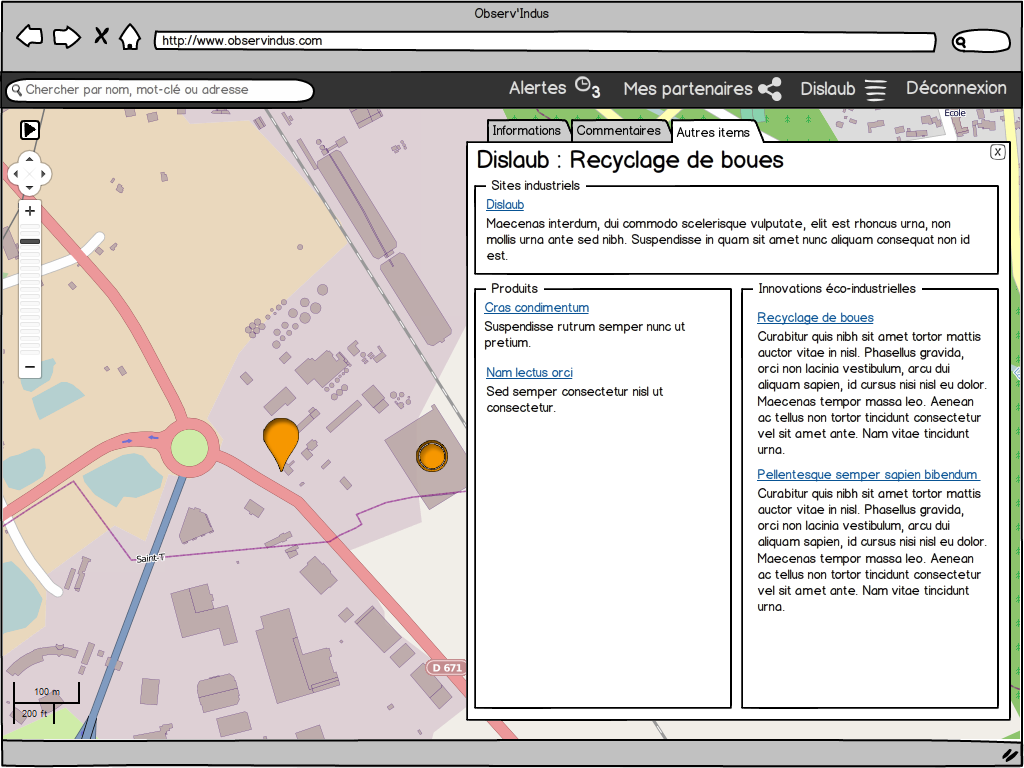 Observ'Indus
http://www.observindus.com
Chercher par nom, mot-clé ou adresse
Alertes 3
Mes partenaires
Dislaub
Déconnexion
École
Informations
Commentaires
Autres items
Dislaub : Recyclage de boues
X
Sites industriels
Dislaub
Maecenas interdum, dui commodo scelerisque vulputate, elit est rhoncus urna, non
mollis urna ante sed nibh. Suspendisse in quam sit amet nunc aliquam consequat non id
est.
Produits
Cras condimentum
Suspendisse rutrum semper nunc ut
pretium.
Nam lectus orci
Sed semper consectetur nisl ut
consectetur.
Innovations éco-industrielles
Recyclage de boues
Curabitur quis nibh sit amet tortor mattis
auctor vitae in nisl. Phasellus gravida,
orci non lacinia vestibulum, arcu dui
aliquam sapien, id cursus nisi nisl eu dolor.
Maecenas tempor massa leo. Aenean
ac tellus non tortor tincidunt consectetur
vel sit amet ante. Nam vitae tincidunt
urna.
Pellentesque semper sapien bibendum
Curabitur quis nibh sit amet tortor mattis
auctor vitae in nisl. Phasellus gravida,
orci non lacinia vestibulum, arcu dui
aliquam sapien, id cursus nisi nisl eu dolor.
Maecenas tempor massa leo. Aenean
ac tellus non tortor tincidunt consectetur
vel sit amet ante. Nam vitae tincidunt
urna.
Saint-T
D 671
100 m
200 ft